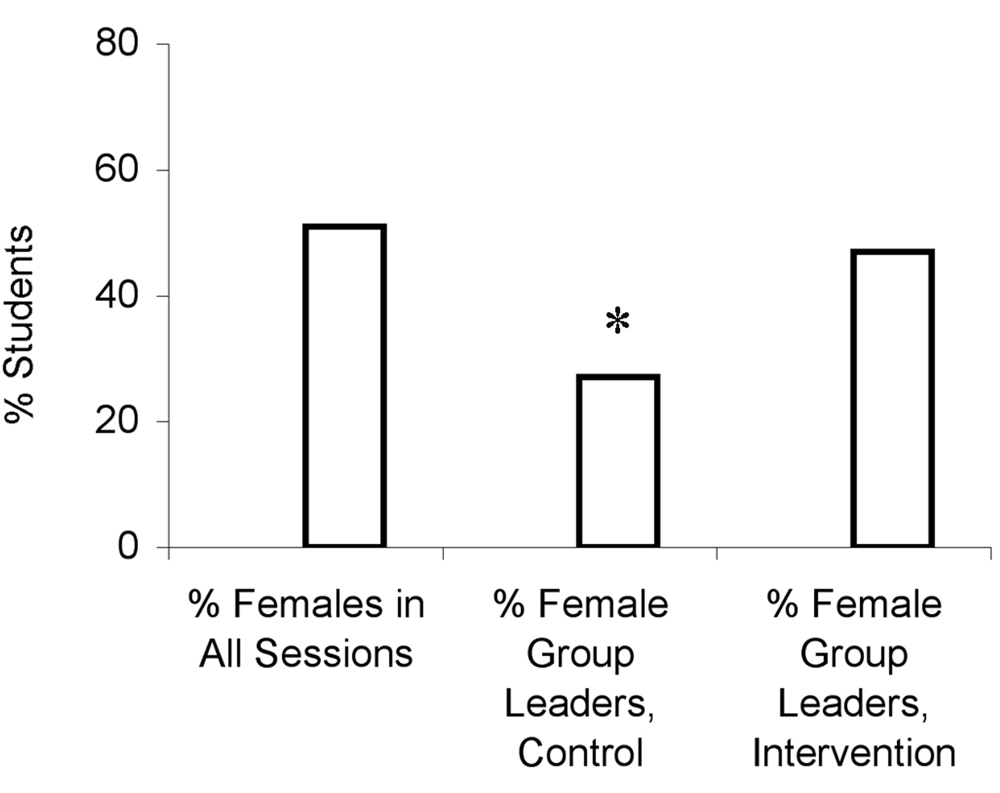 80
60
40
20
0
% Students
*
% Females in
All Sessions
% Female
Group
Leaders,
Control
% Female
Group
Leaders,
Intervention